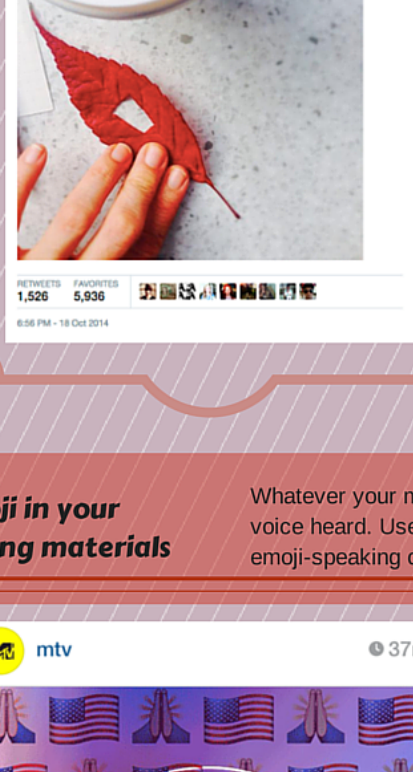 RETWEETS FAVORITES
1,526 5,936
6:56 PM - 18 Oct 2014
ji in your
ng materials
Whatever your m
voice heard. Use
emoji-speaking
mtv
37